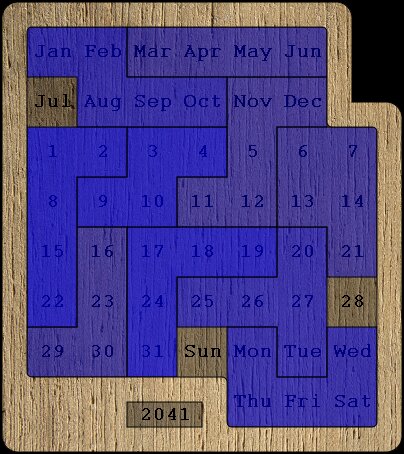 Jan Feb Mar Apr May Jun
Jul Aug Sep Oct Nov Dec
1 2 3 4 5 6 7
8 9 10 11 12 13 14
15 16 17 18 19 20 21
22 23 24 25 26 27 28
29 30 31 Sun Mon Tue Wed
Thu Fri Sat
2041